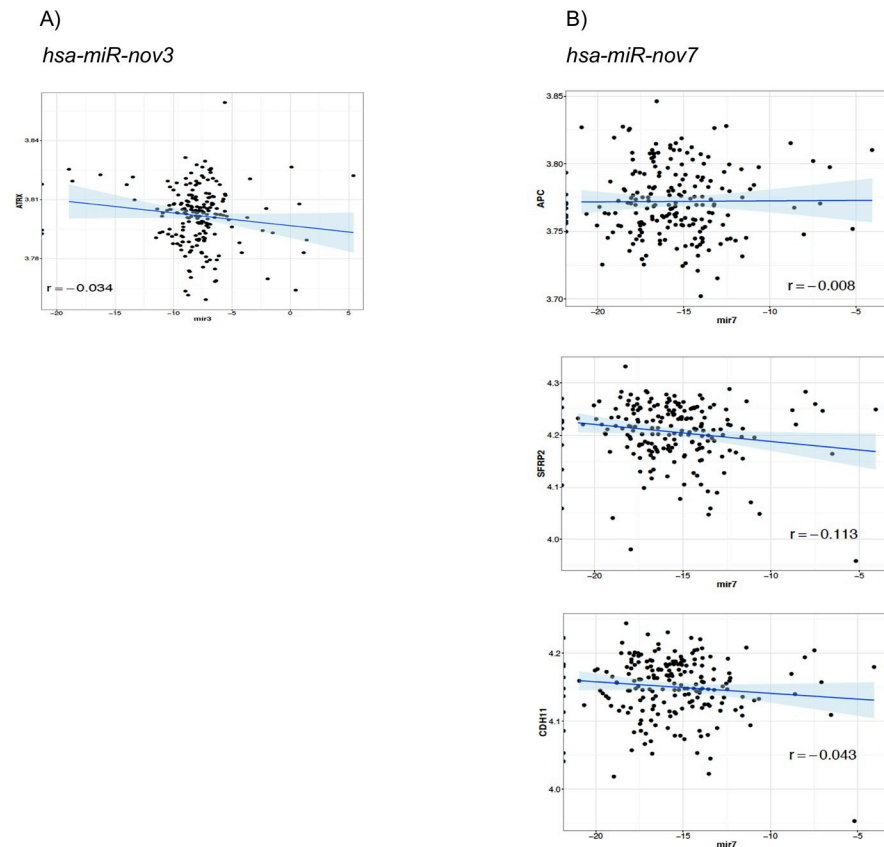 A)
hsa-miR-nov3
3.84
3.81
3.78
ATRX
r = −0.034
−20
−15
−10
−5
0
5
mir3
B)
hsa-miR-nov7
3.85
3.80
3.75
3.70
APC
r = −0.008
−20
−15
−10
−5
mir7
4.3
4.2
4.1
4.0
SFRP2
r = −0.113
−20
−15
−10
−5
mir7
4.2
4.1
4.0
CDH11
r = −0.043
−20
−15
−10
−5
mir7